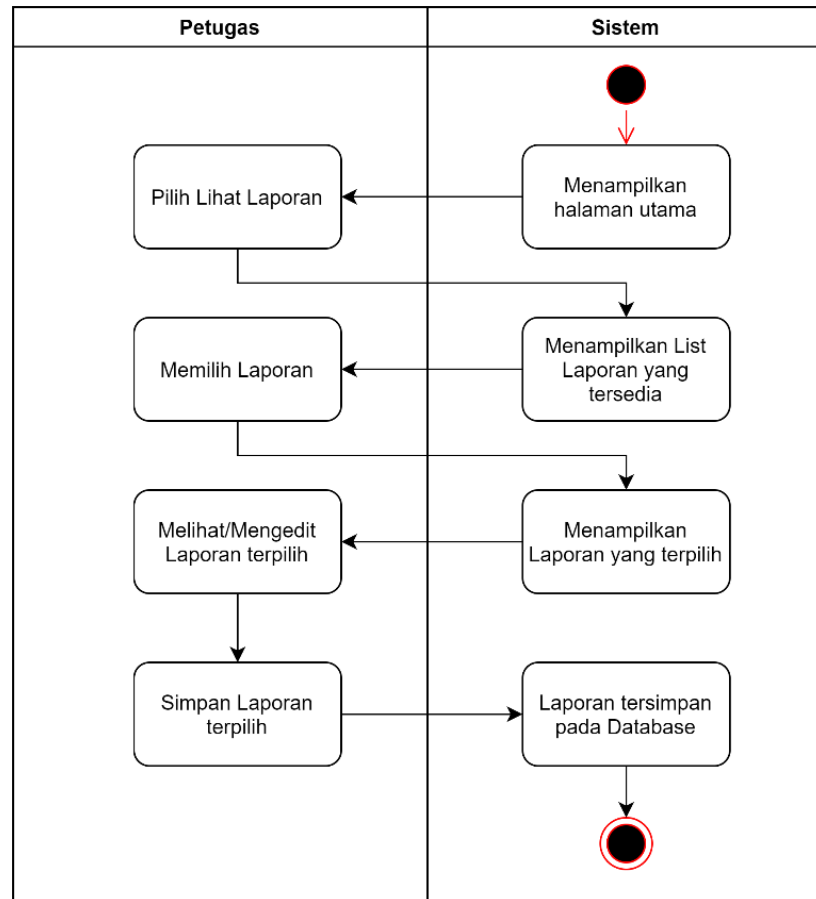 Petugas
Sistem
Menampilkan
halaman utama
Pilih Lihat Laporan
Menampilkan List
Laporan yang
tersedia
Memilih Laporan
Menampilkan
Laporan yang terpilih
Melihat/Mengedit
Laporan terpilih
Simpan Laporan
terpilih
Laporan tersimpan
pada Database